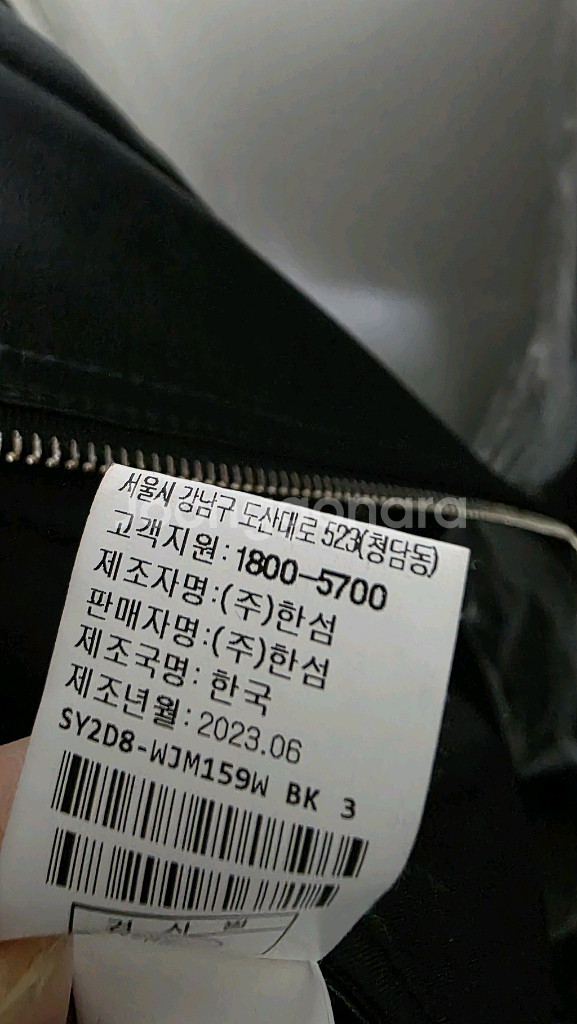 서울시 강남구 도산대로 523(청담동)
고객지원:1800-5700
제조자명:(주)한섬
판매자명:(주)한섬
제조국명: 한국
제조년월:2023.06
SY2D8-WJM159W BK 3